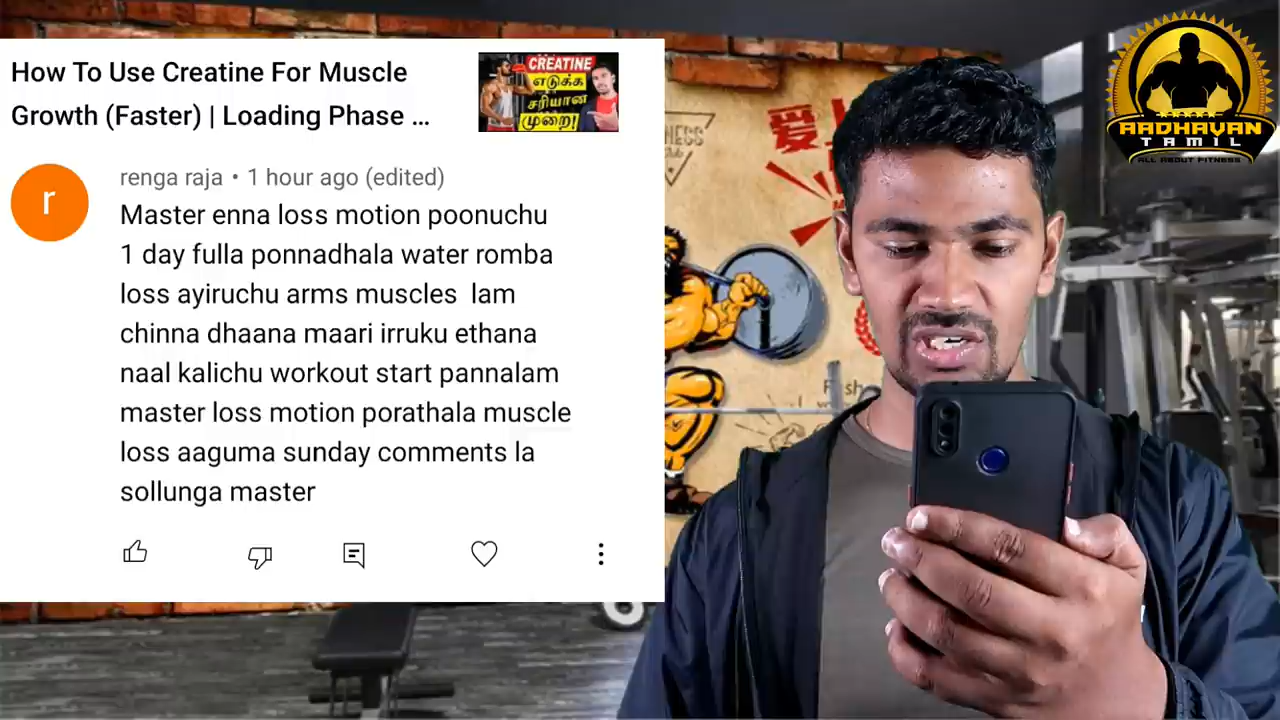 How To Use Creatine For Muscle
Growth (Faster) | Loading Phase ...
CREATINE
எடுக்க
சரியான
முறை!
r
renga raja • 1 hour ago (edited)
Master enna loss motion poonuchu
1 day fulla ponnadhala water romba
loss ayiruchu arms muscles lam
chinna dhaana maari irruku ethana
naal kalichu workout start pannalam
master loss motion porathala muscle
loss aaguma sunday comments la
sollunga master
AADHAVAN
TAMIL
ALL ABOUT FITNESS
爱
NESS